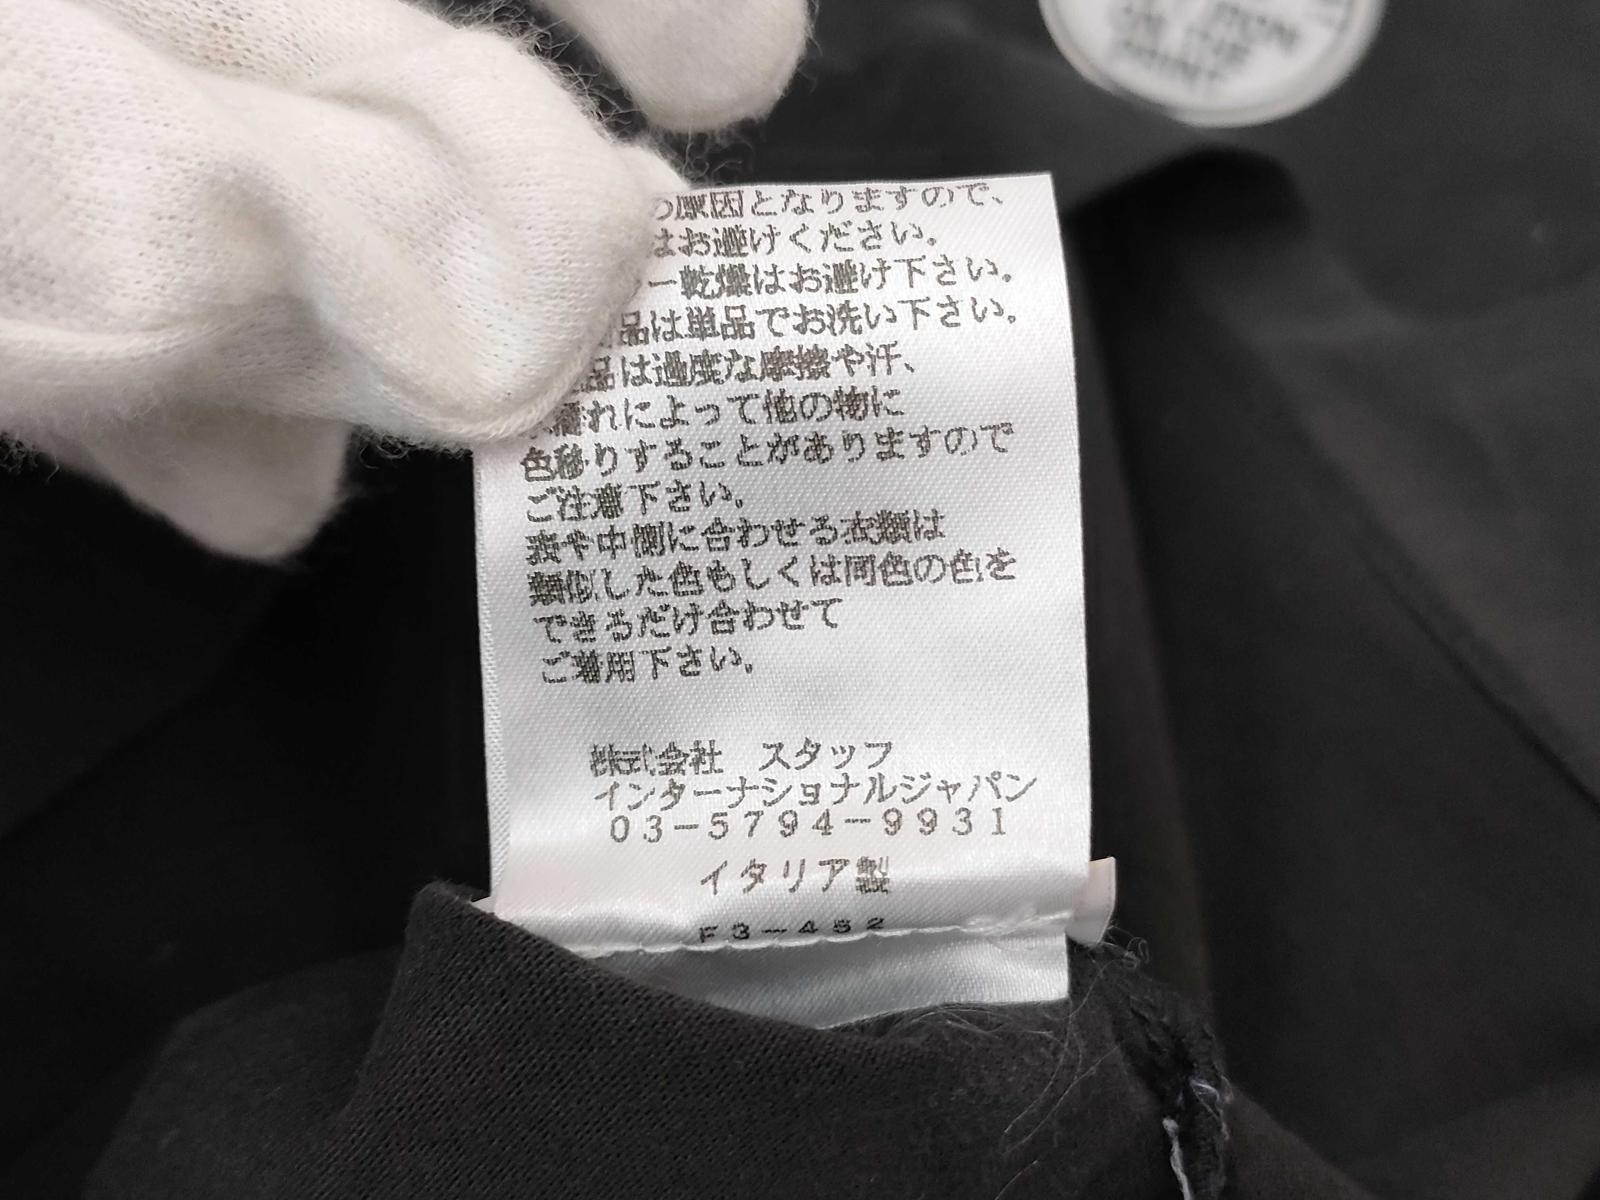 の原因となりますので、
はお避けください。
ー乾燥はお避け下さい。
品は単品でお洗い下さい。
品は過度な摩擦や汗、
濡れによって他の物に
色移りすることがありますので
ご注意下さい。
表や中側に合わせる衣類は
類似した色もしくは同色の色を
できるだけ合わせて
ご着用下さい。
株式会社　スタッフ
インターナショナルジャパン
03-5794-9931
イタリア製
F3-482